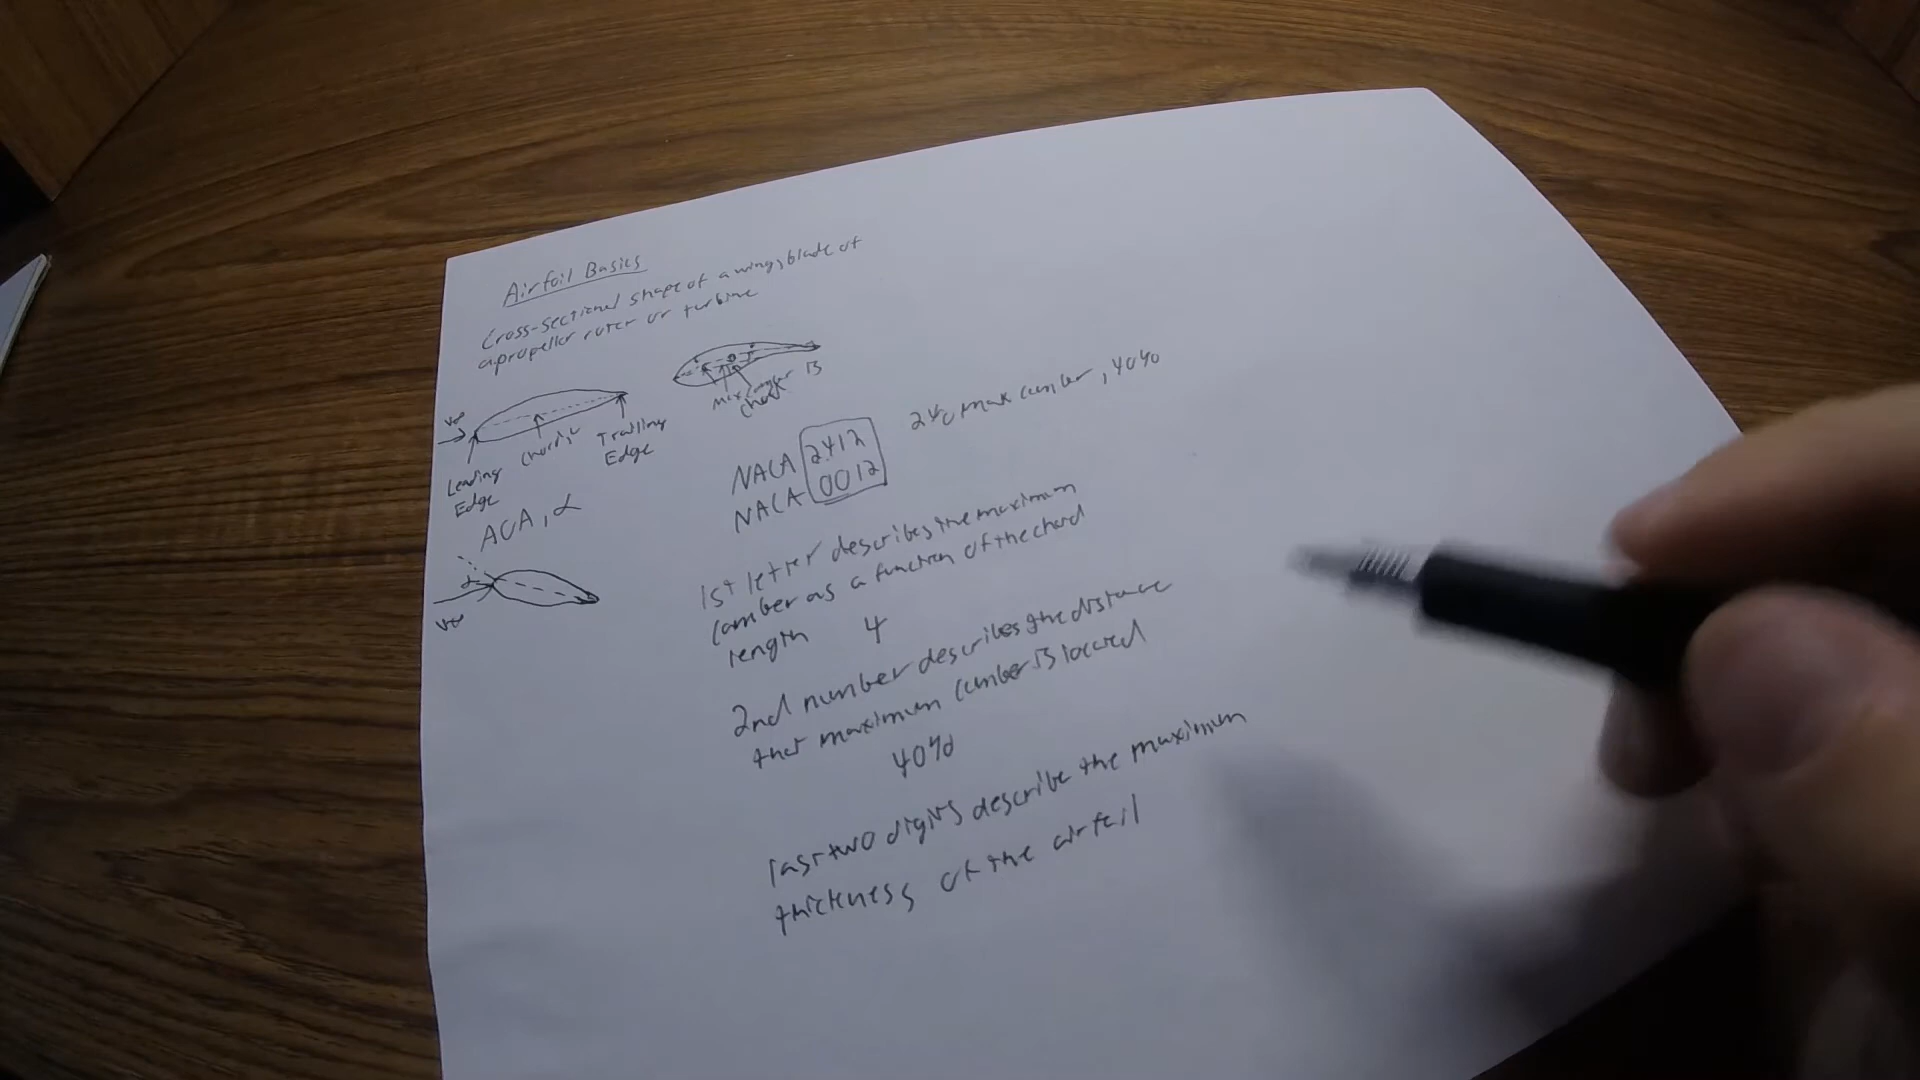 Airfoil Basics
Cross-sectional shape of a wing, blade of
a propeller rotor or turbine
V∞
Leading
Edge
Chord, c
Trailing
Edge
Max camber
Chord
AOA, α
α
V∞
NACA 2412
NACA 0012
2% max camber, 40%
1st letter describes the maximum
camber as a function of the chord
length 4
2nd number describes the distance
that maximum camber is located
40%
last two digits describe the maximum
thickness of the airfoil